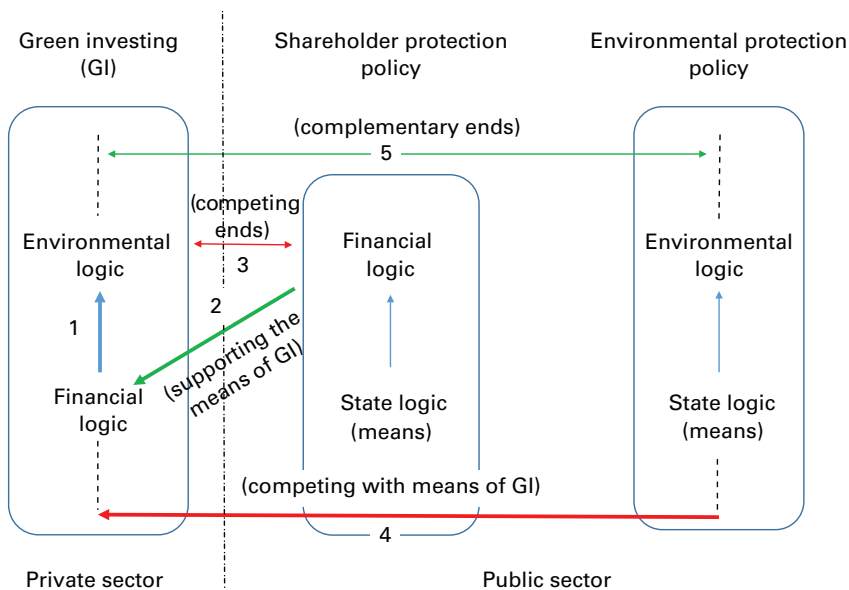 Green investing
(GI)
Shareholder protection
policy
Environmental protection
policy
(complementary ends)
5
(competing
ends)
3
Environmental
logic
Financial
logic
Environmental
logic
1
2
(supporting the
means of GI)
Financial
logic
State logic
(means)
State logic
(means)
(competing with means of GI)
4
Private sector
Public sector